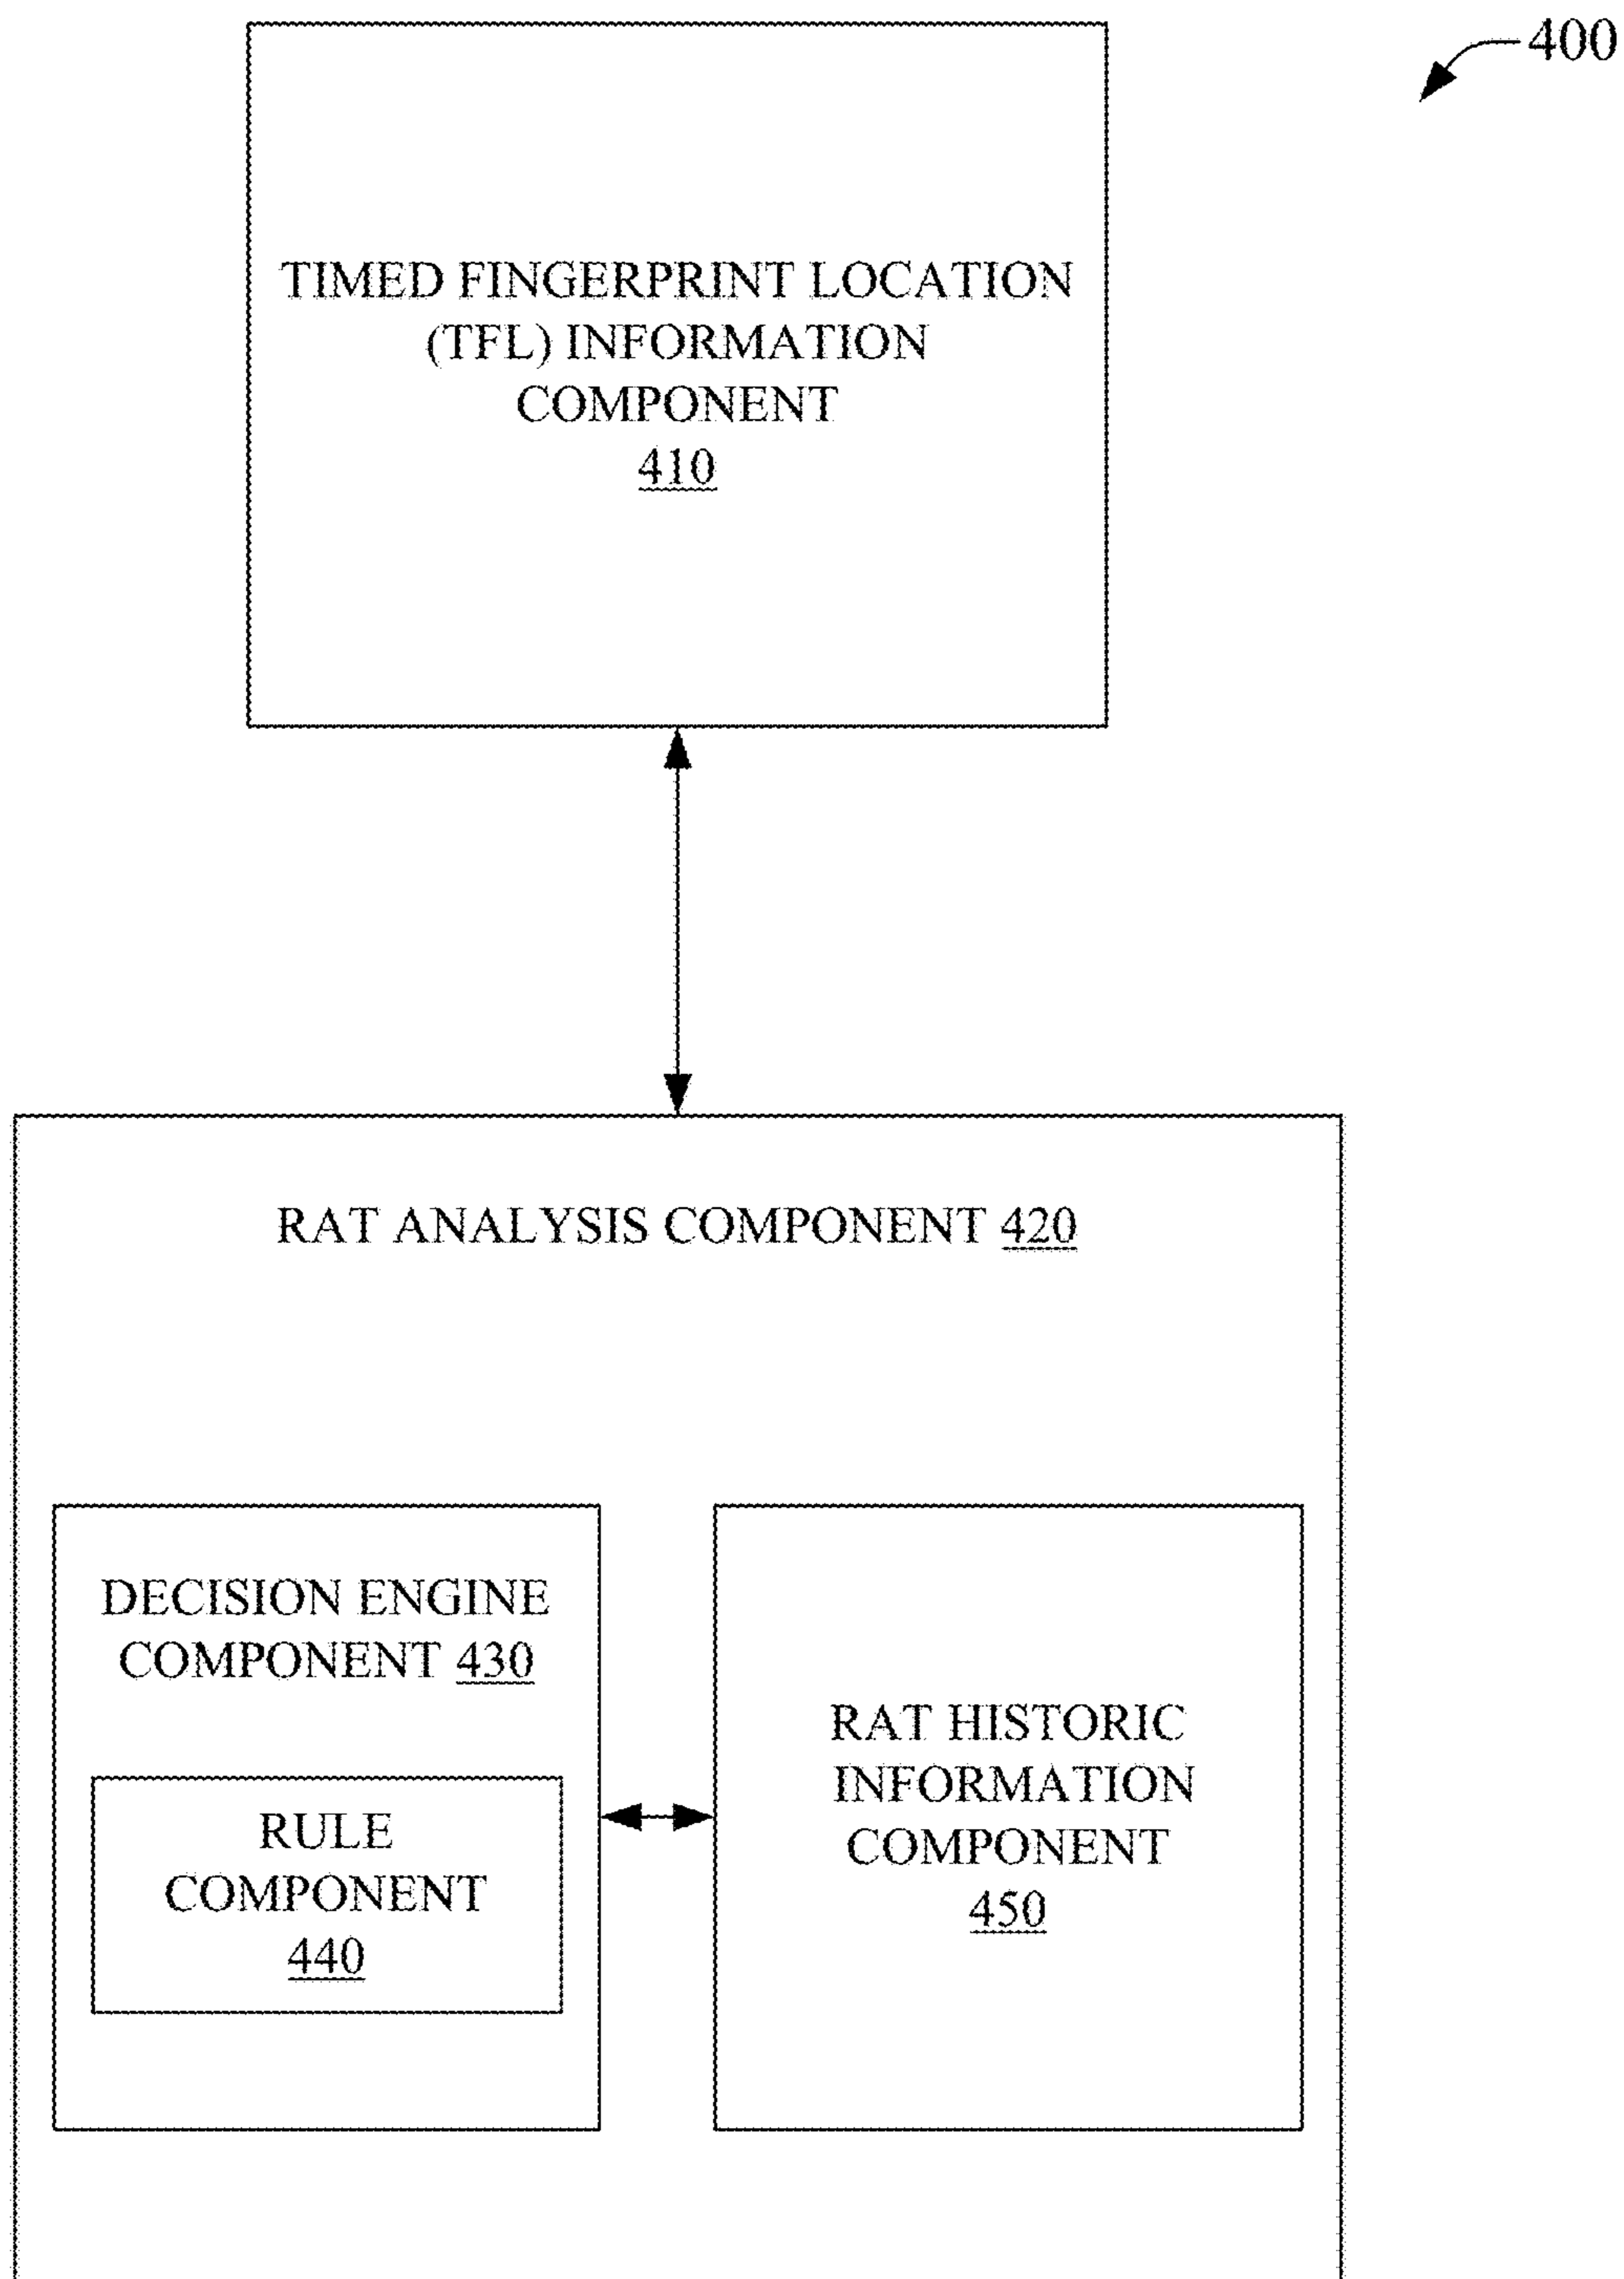 400
TIMED FINGERPRINT LOCATION
(TFL) INFORMATION
COMPONENT
410
RAT ANALYSIS COMPONENT 420
DECISION ENGINE
COMPONENT 430
RULE
COMPONENT
440
RAT HISTORIC
INFORMATION
COMPONENT
450